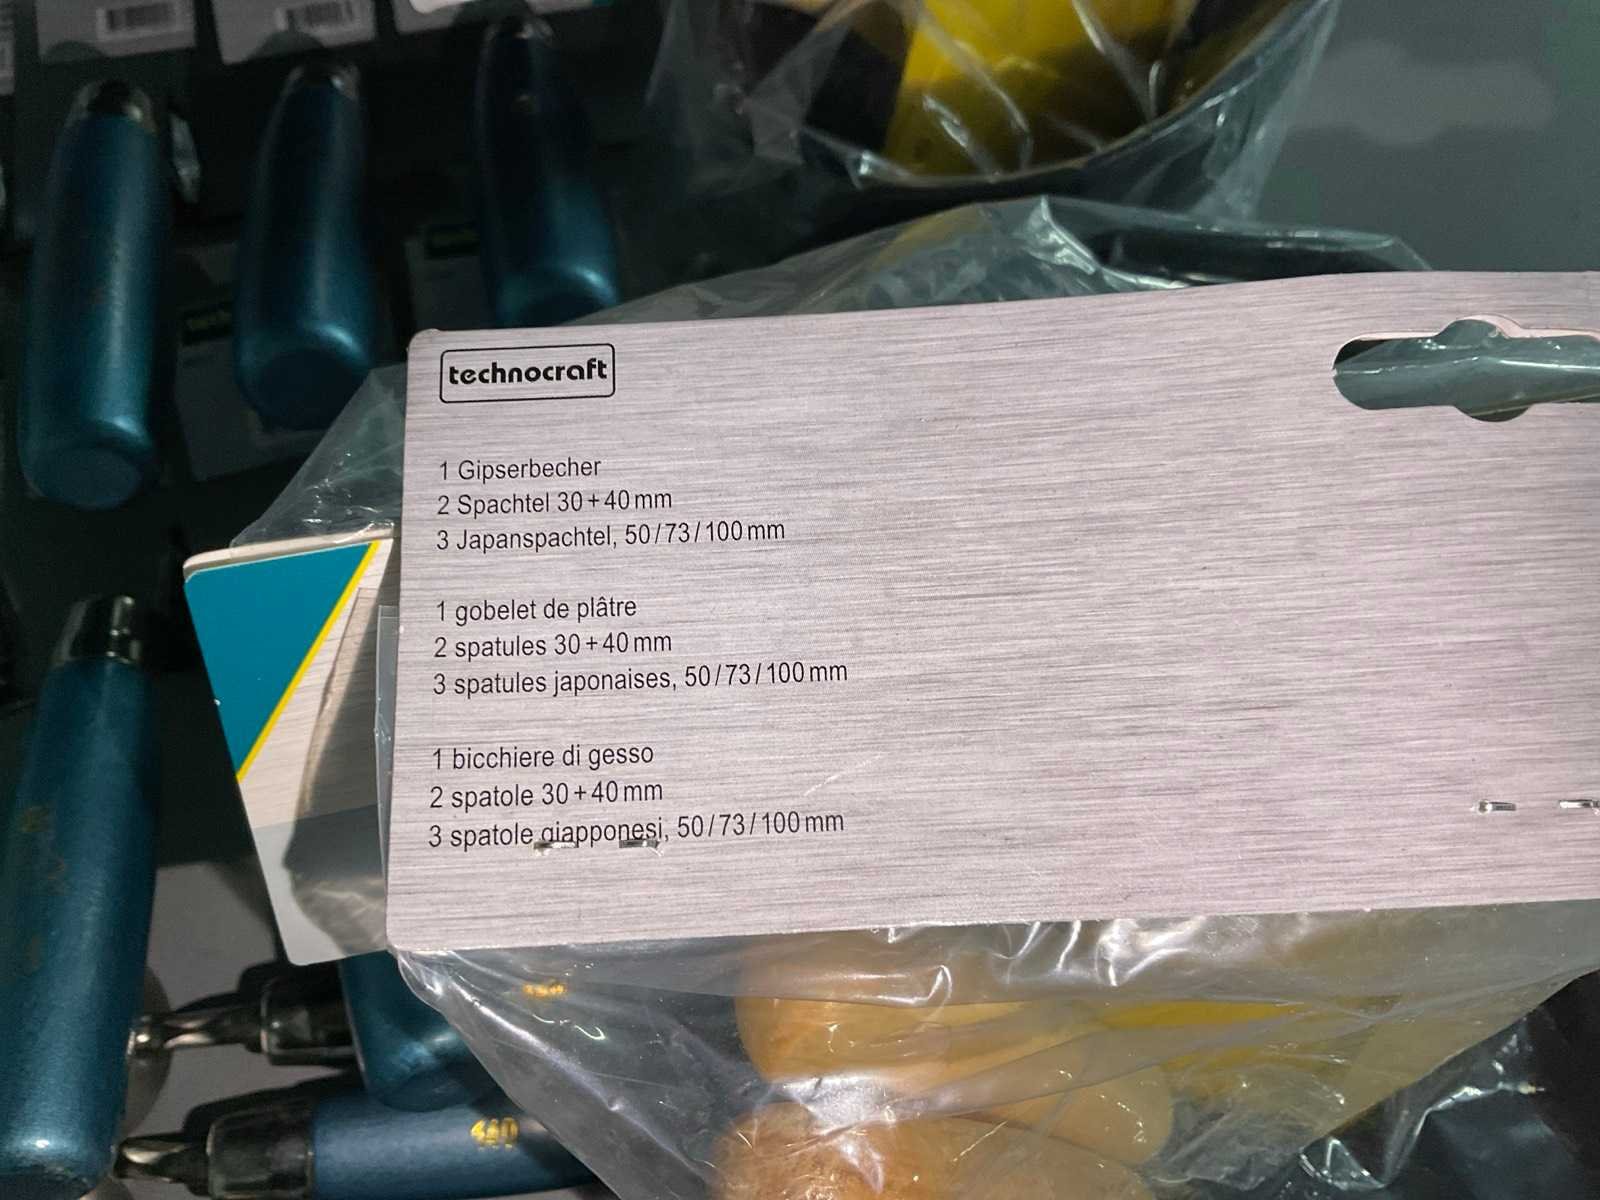 technocraft
1 Gipserbecher
2 Spachtel 30 + 40 mm
3 Japanspachtel, 50 / 73 / 100 mm
1 gobelet de plâtre
2 spatules 30 + 40 mm
3 spatules japonaises, 50 / 73 / 100 mm
1 bicchiere di gesso
2 spatole 30 + 40 mm
3 spatole giapponesi, 50 / 73 / 100 mm